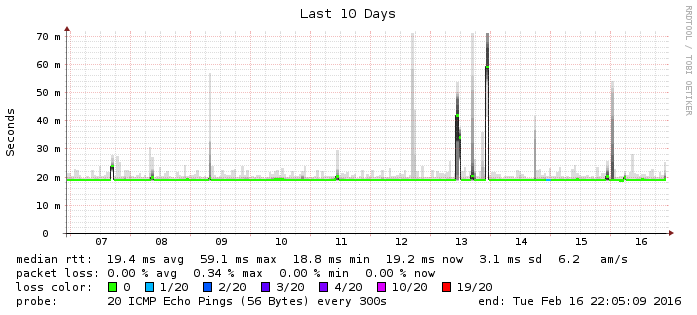 Last 10 Days
RRDTOOL / TOBI OETIKER
Seconds
70 m
60 m
50 m
40 m
30 m
20 m
10 m
0
07 08 09 10 11 12 13 14 15 16
median rtt: 19.4 ms avg 59.1 ms max 18.8 ms min 19.2 ms now 3.1 ms sd 6.2 am/s
packet loss: 0.00 % avg 0.34 % max 0.00 % min 0.00 % now
loss color: 0 1/20 2/20 3/20 4/20 10/20 19/20
probe: 20 ICMP Echo Pings (56 Bytes) every 300s end: Tue Feb 16 22:05:09 2016